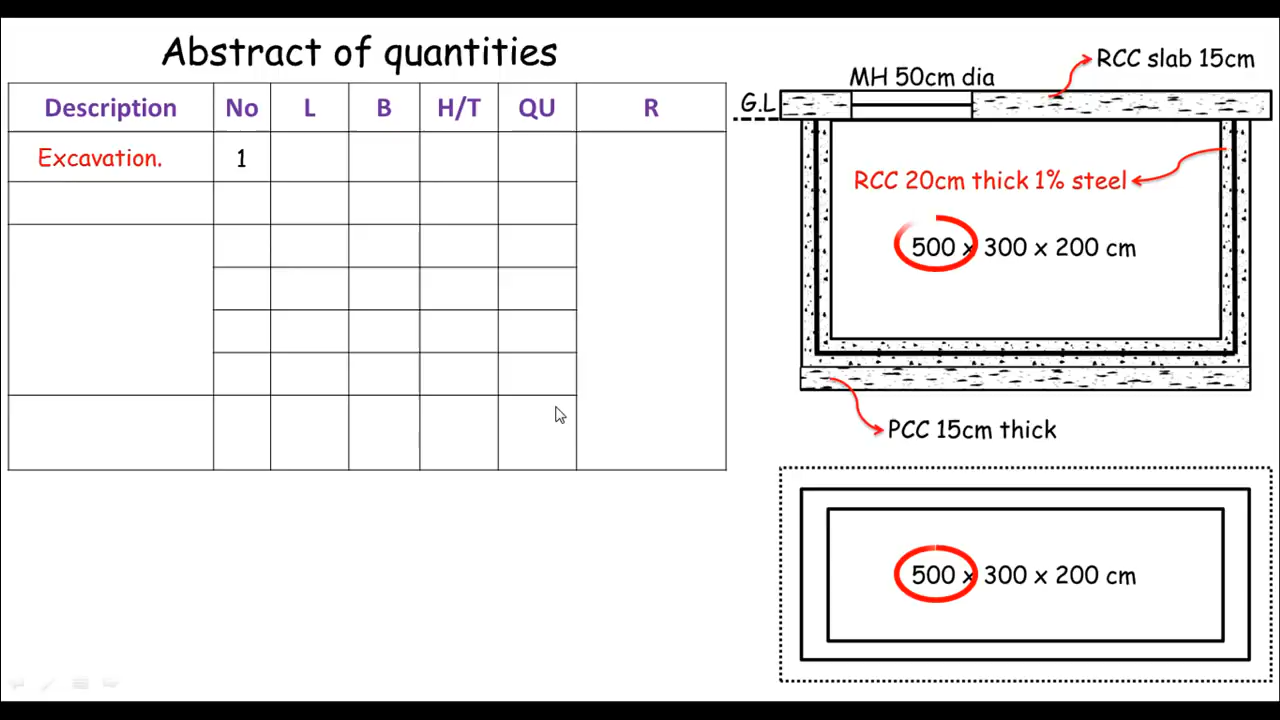 Abstract of quantities
Description No L B H/T QU R
Excavation. 1
RCC slab 15cm
MH 50cm dia
G.L
RCC 20cm thick 1% steel
500 x 300 x 200 cm
PCC 15cm thick
500 x 300 x 200 cm